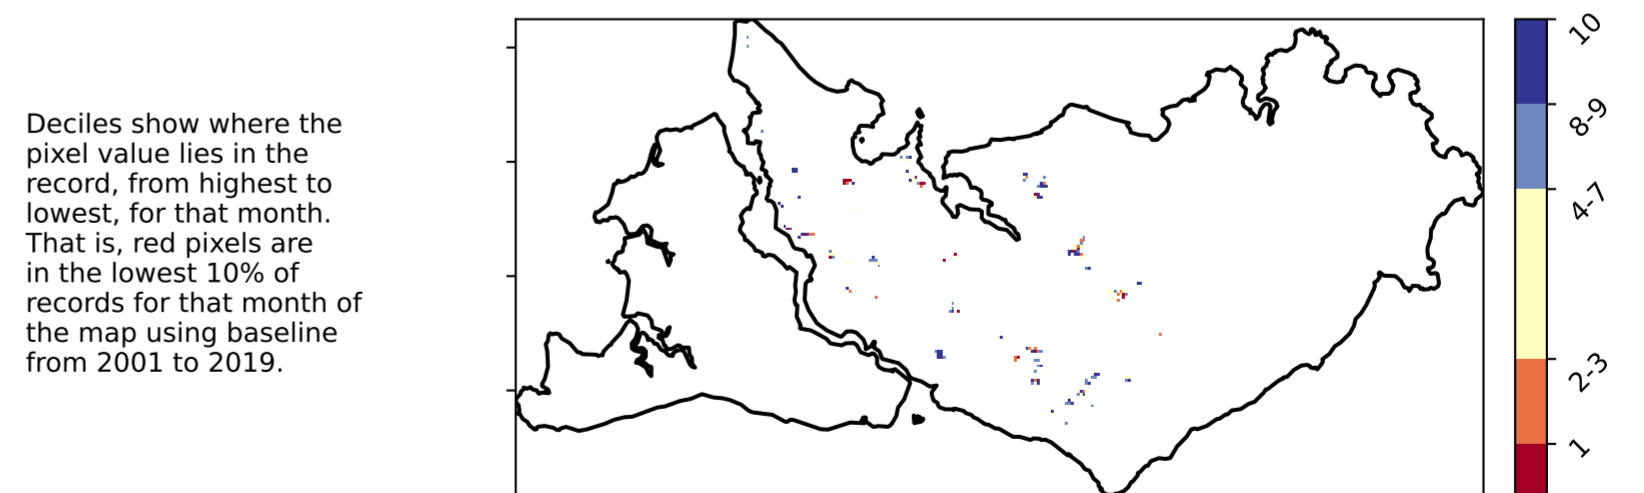 Deciles show where the
pixel value lies in the
record, from highest to
lowest, for that month.
That is, red pixels are
in the lowest 10% of
records for that month of
the map using baseline
from 2001 to 2019.
10
8-9
4-7
2-3
1